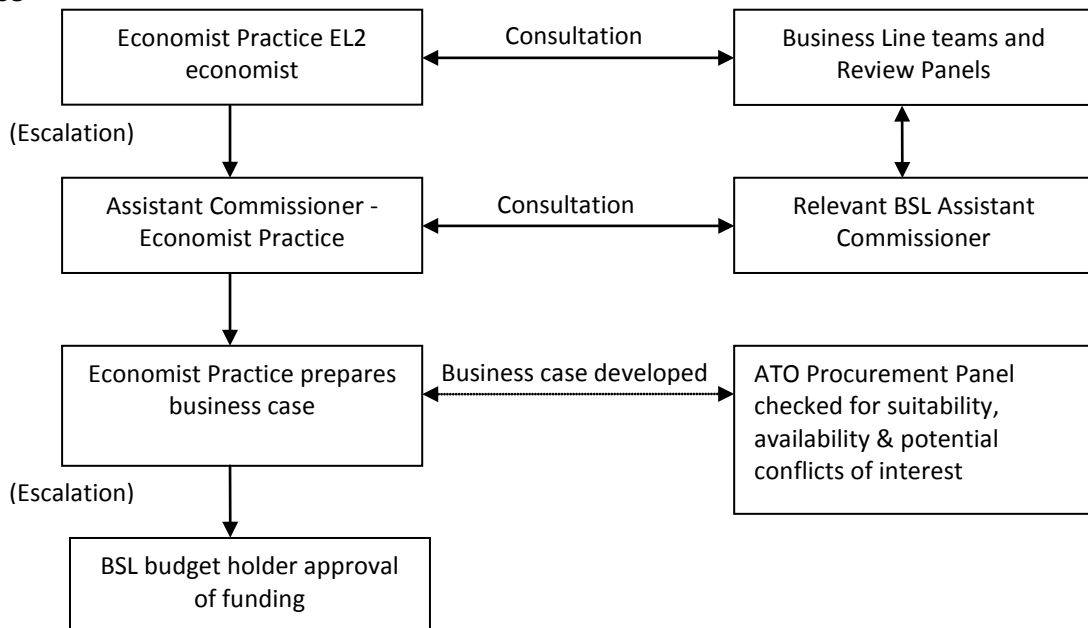 Economist Practice EL2
economist
Consultation
Business Line teams and
Review Panels
(Escalation)
Assistant Commissioner -
Economist Practice
Consultation
Relevant BSL Assistant
Commissioner
Economist Practice prepares
business case
Business case developed
ATO Procurement Panel
checked for suitability,
availability & potential
conflicts of interest
(Escalation)
BSL budget holder approval
of funding